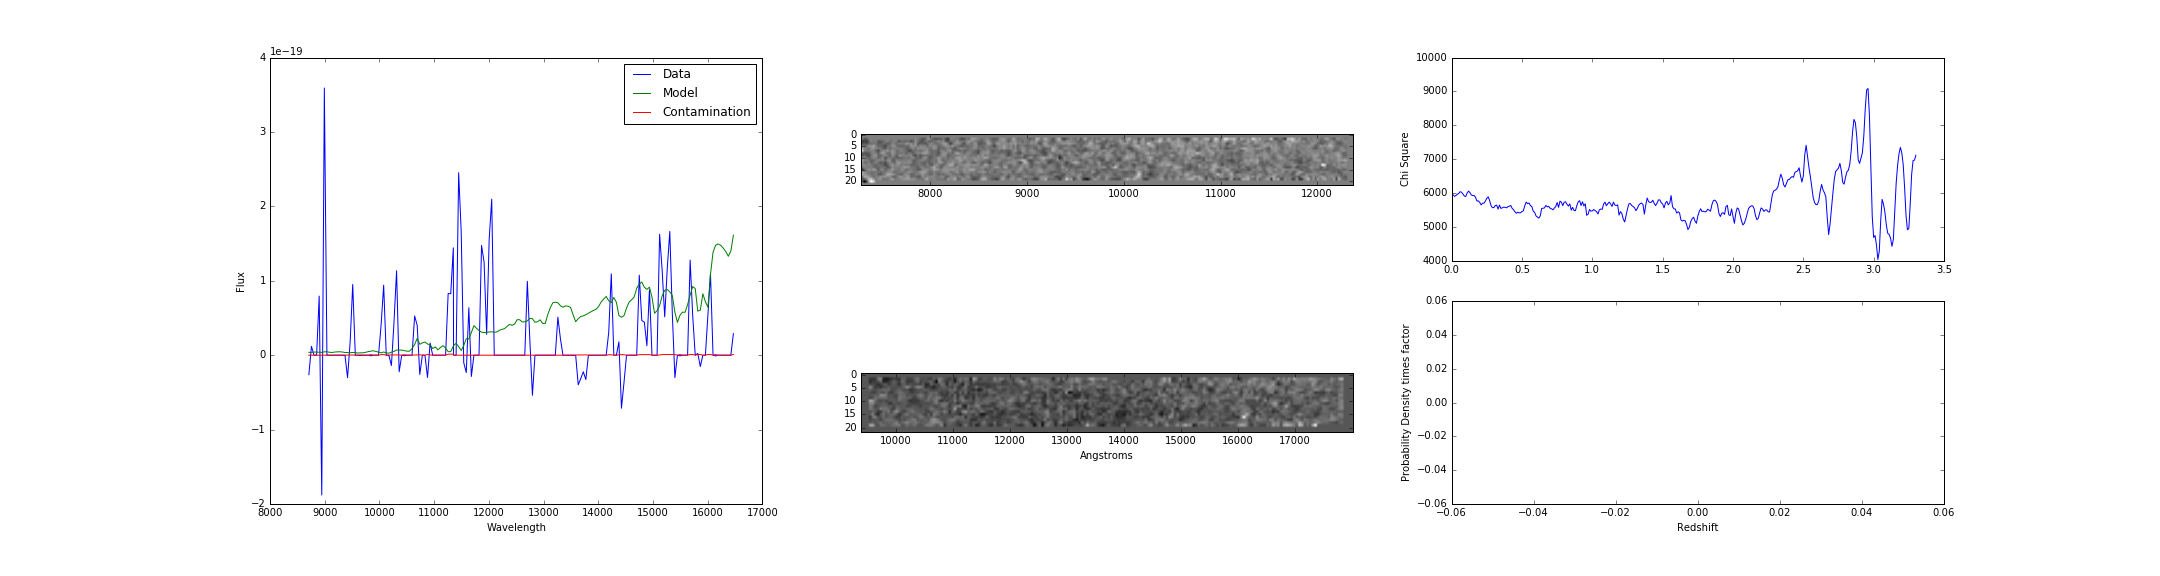 1e−19
4
3
2
1
0
−1
−2
Flux
8000 9000 10000 11000 12000 13000 14000 15000 16000 17000
Wavelength
Data
Model
Contamination
0
5
10
15
20
8000 9000 10000 11000 12000
0
5
10
15
20
10000 11000 12000 13000 14000 15000 16000 17000
Angstroms
10000
9000
8000
7000
6000
5000
4000
Chi Square
0.0 0.5 1.0 1.5 2.0 2.5 3.0 3.5
0.06
0.04
0.02
0.00
−0.02
−0.04
−0.06
Probability Density times factor
−0.06 −0.04 −0.02 0.00 0.02 0.04 0.06
Redshift